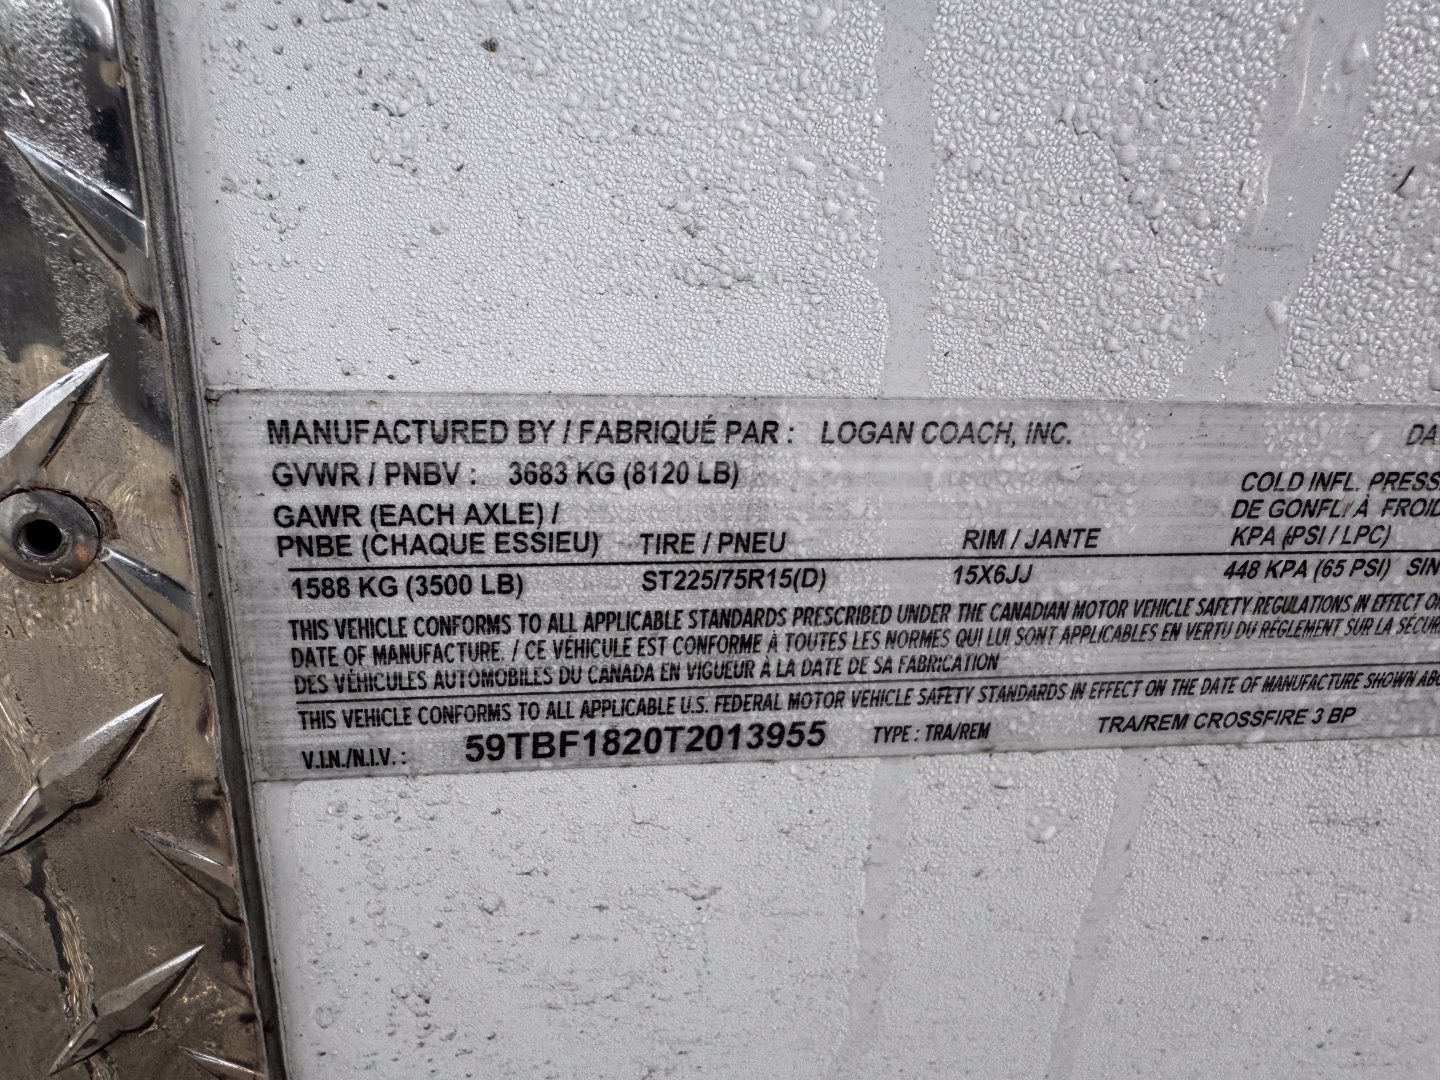 MANUFACTURED BY / FABRIQUÉ PAR : LOGAN COACH, INC. DA
GVWR / PNBV : 3683 KG (8120 LB)
COLD INFL. PRESS
GAWR (EACH AXLE) / DE GONFL/À FROID
PNBE (CHAQUE ESSIEU) TIRE / PNEU RIM / JANTE KPA (PSI / LPC)
1588 KG (3500 LB) ST225/75R15(D) 15X6JJ 448 KPA (65 PSI) SIN
THIS VEHICLE CONFORMS TO ALL APPLICABLE STANDARDS PRESCRIBED UNDER THE CANADIAN MOTOR VEHICLE SAFETY REGULATIONS IN EFFECT O
DATE OF MANUFACTURE. / CE VÉHICULE EST CONFORME À TOUTES LES NORMES QUI LUI SONT APPLICABLES EN VERTU DU RÈGLEMENT SUR LA SÉCUR
DES VÉHICULES AUTOMOBILES DU CANADA EN VIGUEUR À LA DATE DE SA FABRICATION
THIS VEHICLE CONFORMS TO ALL APPLICABLE U.S. FEDERAL MOTOR VEHICLE SAFETY STANDARDS IN EFFECT ON THE DATE OF MANUFACTURE SHOWN ABO
V.I.N./N.I.V. : 59TBF1820T2013955 TYPE : TRA/REM TRA/REM CROSSFIRE 3 BP